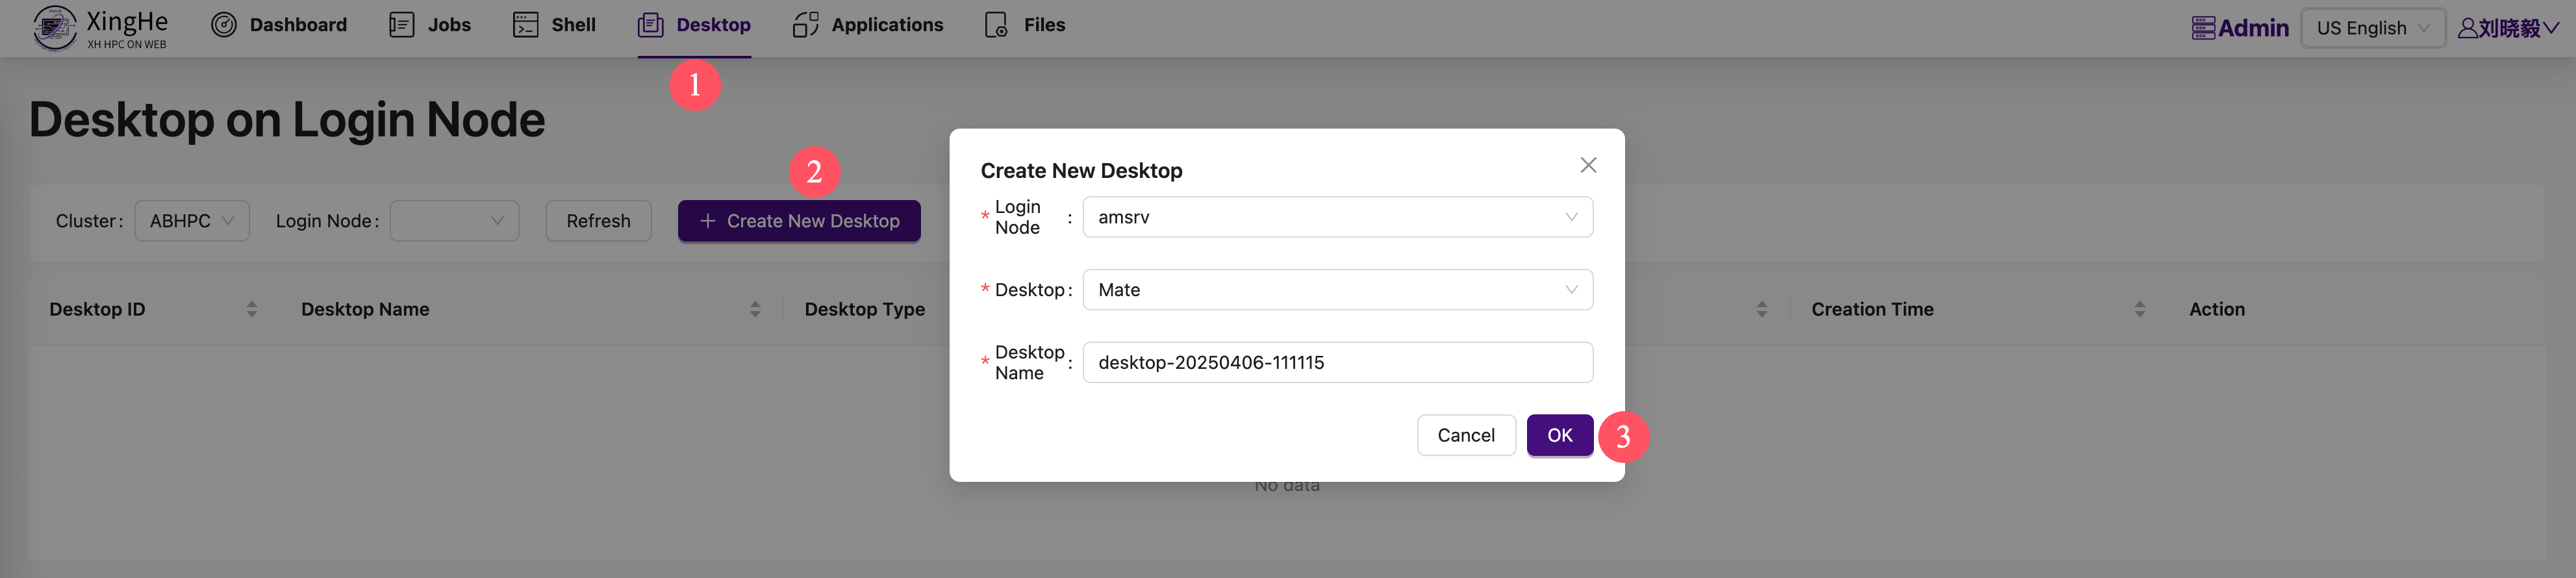 XingHe
XH HPC ON WEB
Dashboard
Jobs
Shell
Desktop
Applications
Files
Admin
US English
刘晓毅
1
Desktop on Login Node
2
Cluster :
ABHPC
Login Node :
Refresh
+ Create New Desktop
Desktop ID
Desktop Name
Desktop Type
Creation Time
Action
No data
Create New Desktop
* Login Node :
amsrv
* Desktop :
Mate
* Desktop Name :
desktop-20250406-111115
Cancel
OK
3